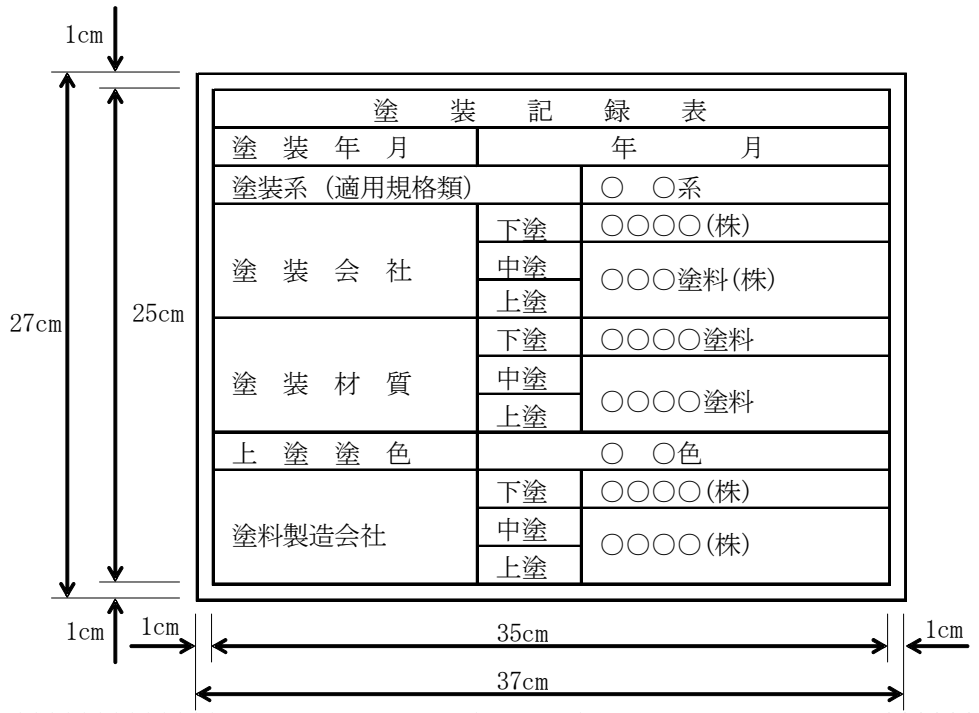 1cm
塗　装　記　録　表
塗　装　年　月　年　月
塗装系（適用規格類）　○　○系
塗　装　会　社　下塗　○○○○(株)
中塗　○○○塗料(株)
上塗
塗　装　材　質　下塗　○○○○塗料
中塗　○○○○塗料
上塗
上　塗　塗　色　○　○色
塗料製造会社　下塗　○○○○(株)
中塗　○○○○(株)
上塗
27cm
25cm
1cm
1cm
35cm
1cm
37cm